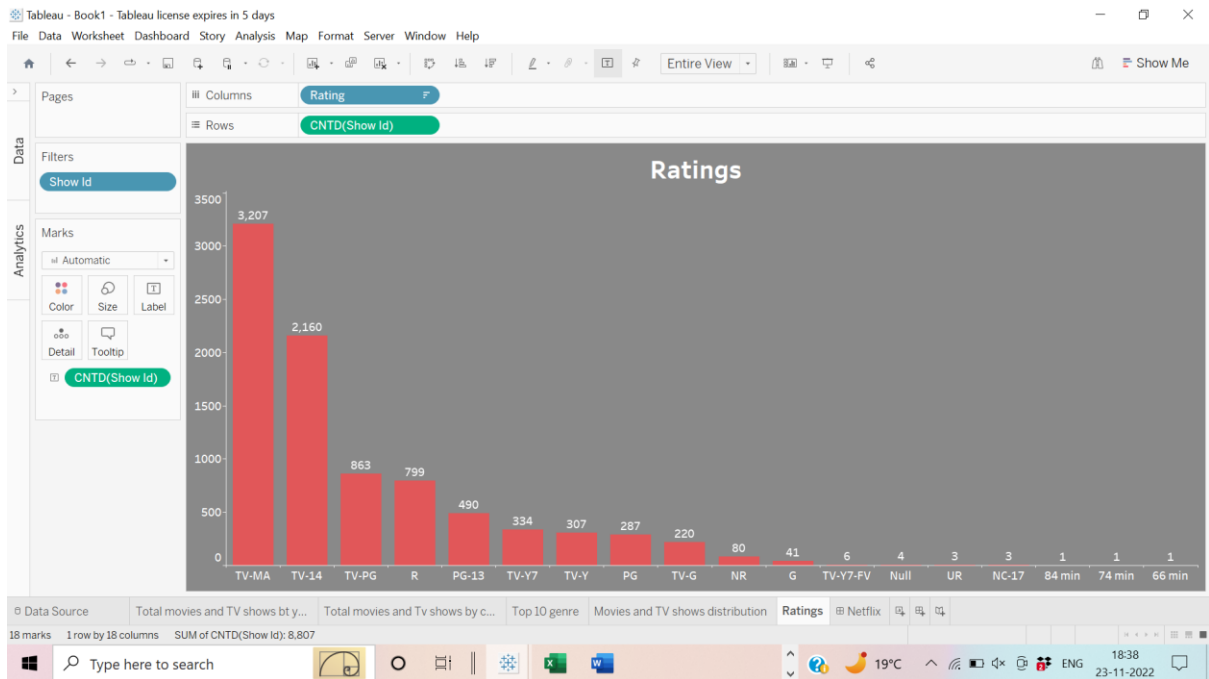 Tableau - Book1 - Tableau license expires in 5 days
File Data Worksheet Dashboard Story Analysis Map Format Server Window Help
Entire View
Show Me
Pages
Columns
Rating
Rows
CNTD(Show Id)
Data
Analytics
Filters
Show Id
Marks
Automatic
Color Size Label
Detail Tooltip
CNTD(Show Id)
Ratings
3500
3000
2500
2000
1500
1000
500
0
3,207 2,160 863 799 490 334 307 287 220 80 41 6 4 3 3 1 1 1
TV-MA TV-14 TV-PG R PG-13 TV-Y7 TV-Y PG TV-G NR G TV-Y7-FV Null UR NC-17 84 min 74 min 66 min
Data Source Total movies and TV shows bt y... Total movies and Tv shows by c... Top 10 genre Movies and TV shows distribution Ratings Netflix
18 marks 1 row by 18 columns SUM of CNTD(Show Id): 8,807
Type here to search
19°C ENG
18:38
23-11-2022